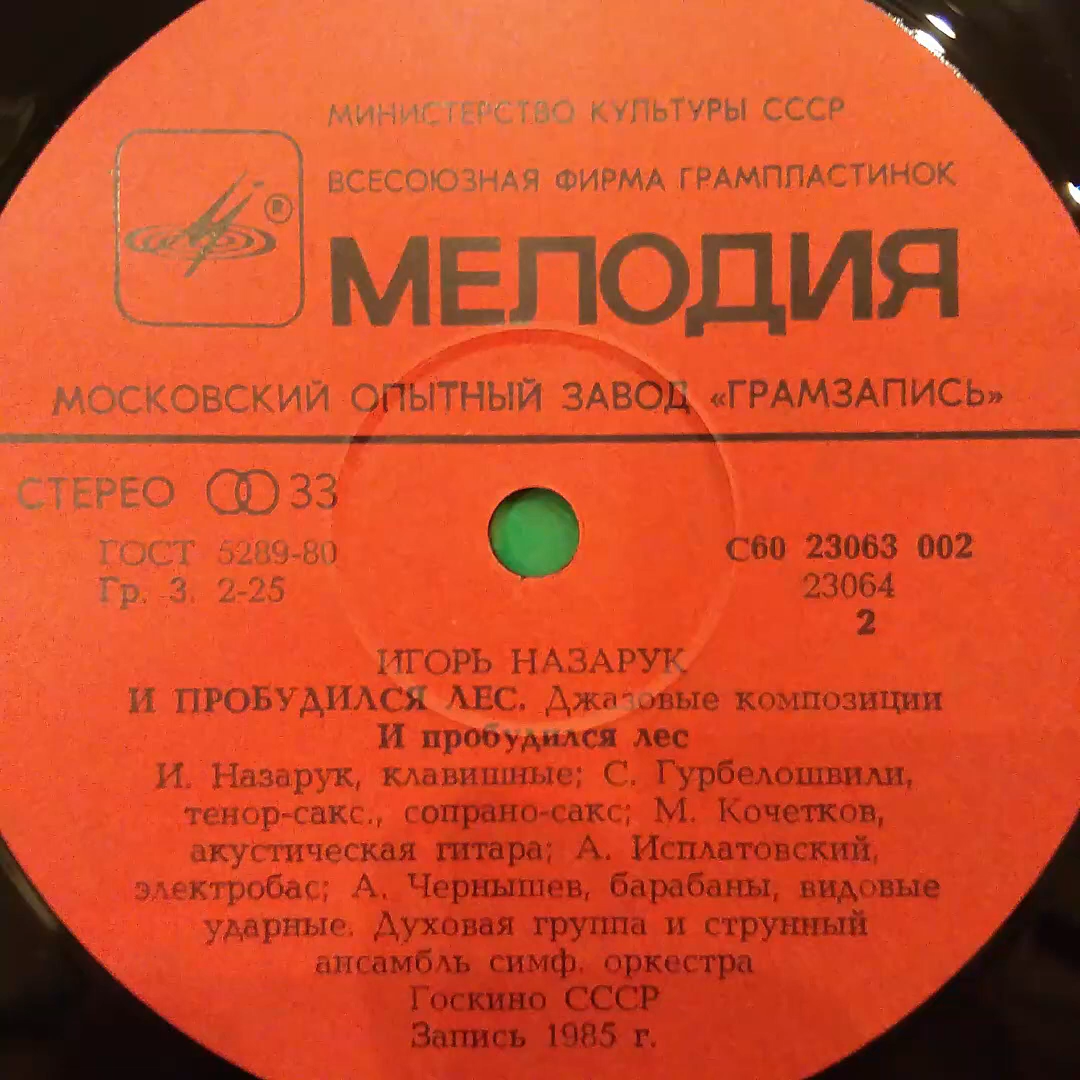 МИНИСТЕРСТВО КУЛЬТУРЫ СССР
ВСЕСОЮЗНАЯ ФИРМА ГРАМПЛАСТИНОК
®
МЕЛОДИЯ
МОСКОВСКИЙ ОПЫТНЫЙ ЗАВОД «ГРАМЗАПИСЬ»
СТЕРЕО 33
ГОСТ 5289-80
Гр. 3. 2-25
С60 23063 002
23064
2
ИГОРЬ НАЗАРУК
И ПРОБУДИЛСЯ ЛЕС. Джазовые композиции
И пробудился лес
И. Назарук, клавишные; С. Гурбелошвили,
тенор-сакс., сопрано-сакс; М. Кочетков,
акустическая гитара; А. Исплатовский,
электробас; А. Чернышев, барабаны, видовые
ударные. Духовая группа и струнный
ансамбль симф. оркестра
Госкино СССР
Запись 1985 г.